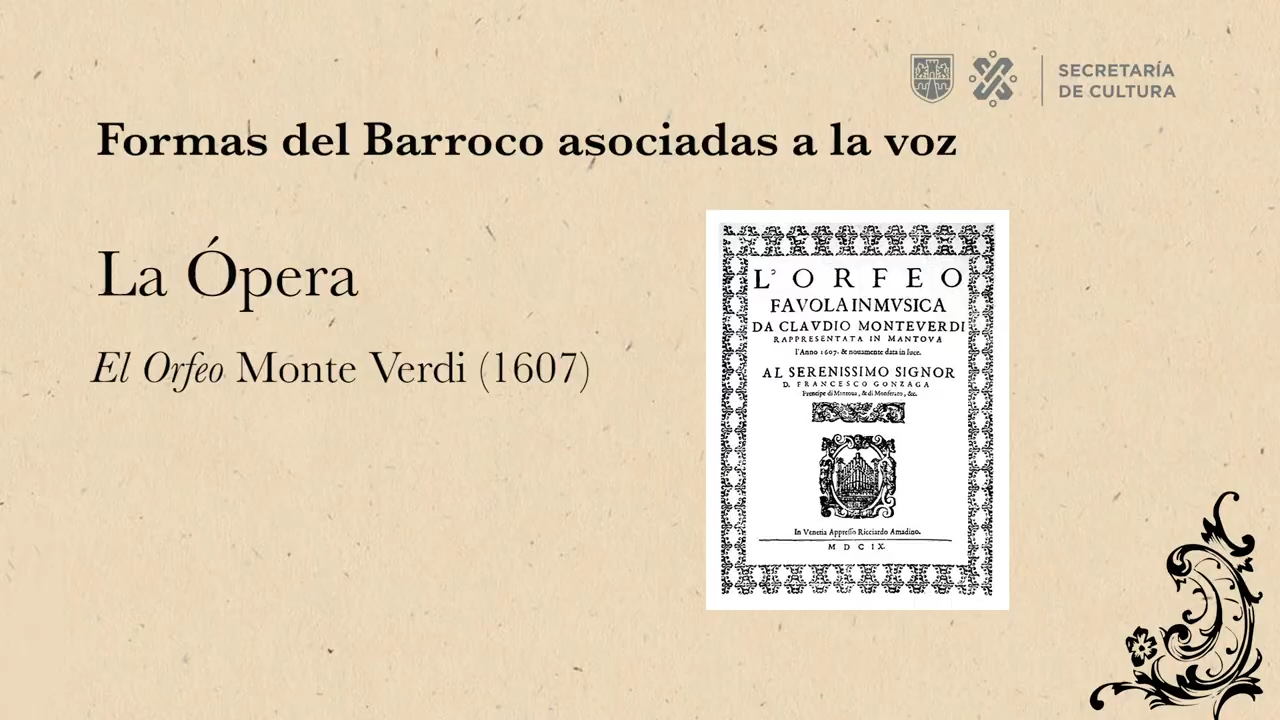 SECRETARÍA
DE CULTURA
Formas del Barroco asociadas a la voz
La Ópera
El Orfeo Monte Verdi (1607)
L'ORFEO
FAVOLA IN MVSICA
DA CLAVDIO MONTEVERDI
RAPPRESENTATA IN MANTOVA
l'Anno 1607. & nouamente data in luce.
AL SERENISSIMO SIGNOR
D. FRANCESCO GONZAGA
Prencipe di Mantoua, & di Monferato, &c.
In Venetia Appresso Ricciardo Amadino.
M D C I X.